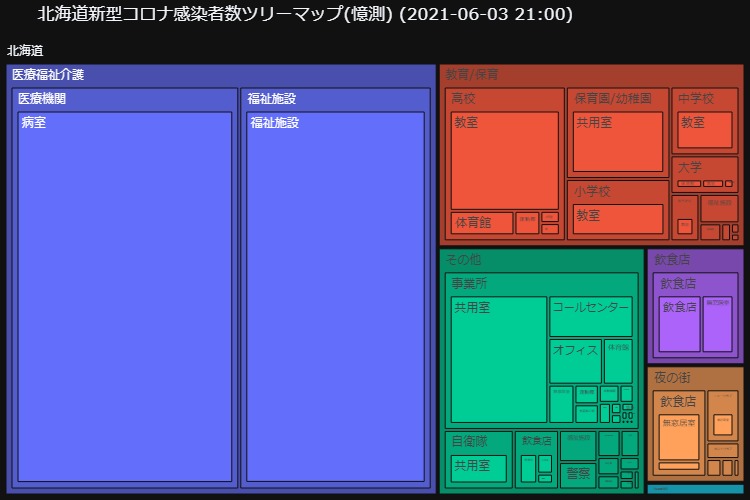 北海道新型コロナ感染者数ツリーマップ(憶測) (2021-06-03 21:00)
北海道
医療福祉介護
医療機関
病室
福祉施設
福祉施設
教育/保育
高校
教室
体育館
保育園/幼稚園
共用室
小学校
教室
中学校
教室
大学
その他
事業所
共用室
コールセンター
オフィス
体育館
自衛隊
共用室
飲食店
警察
飲食店
飲食店
飲食店
夜の街
飲食店
無窓居室